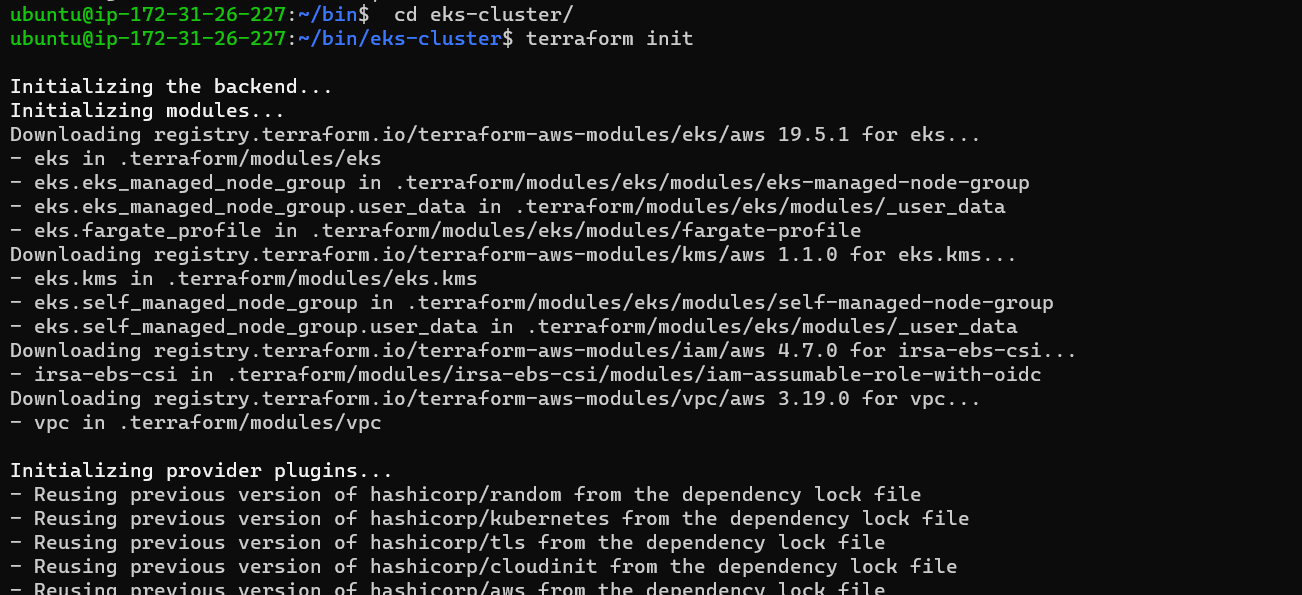 ubuntu@ip-172-31-26-227:~/bin$  cd eks-cluster/
ubuntu@ip-172-31-26-227:~/bin/eks-cluster$ terraform init
Initializing the backend...
Initializing modules...
Downloading registry.terraform.io/terraform-aws-modules/eks/aws 19.5.1 for eks...
- eks in .terraform/modules/eks
- eks.eks_managed_node_group in .terraform/modules/eks/modules/eks-managed-node-group
- eks.eks_managed_node_group.user_data in .terraform/modules/eks/modules/_user_data
- eks.fargate_profile in .terraform/modules/eks/modules/fargate-profile
Downloading registry.terraform.io/terraform-aws-modules/kms/aws 1.1.0 for eks.kms...
- eks.kms in .terraform/modules/eks.kms
- eks.self_managed_node_group in .terraform/modules/eks/modules/self-managed-node-group
- eks.self_managed_node_group.user_data in .terraform/modules/eks/modules/_user_data
Downloading registry.terraform.io/terraform-aws-modules/iam/aws 4.7.0 for irsa-ebs-csi...
- irsa-ebs-csi in .terraform/modules/irsa-ebs-csi/modules/iam-assumable-role-with-oidc
Downloading registry.terraform.io/terraform-aws-modules/vpc/aws 3.19.0 for vpc...
- vpc in .terraform/modules/vpc
Initializing provider plugins...
- Reusing previous version of hashicorp/random from the dependency lock file
- Reusing previous version of hashicorp/kubernetes from the dependency lock file
- Reusing previous version of hashicorp/tls from the dependency lock file
- Reusing previous version of hashicorp/cloudinit from the dependency lock file
- Reusing previous version of hashicorp/aws from the dependency lock file